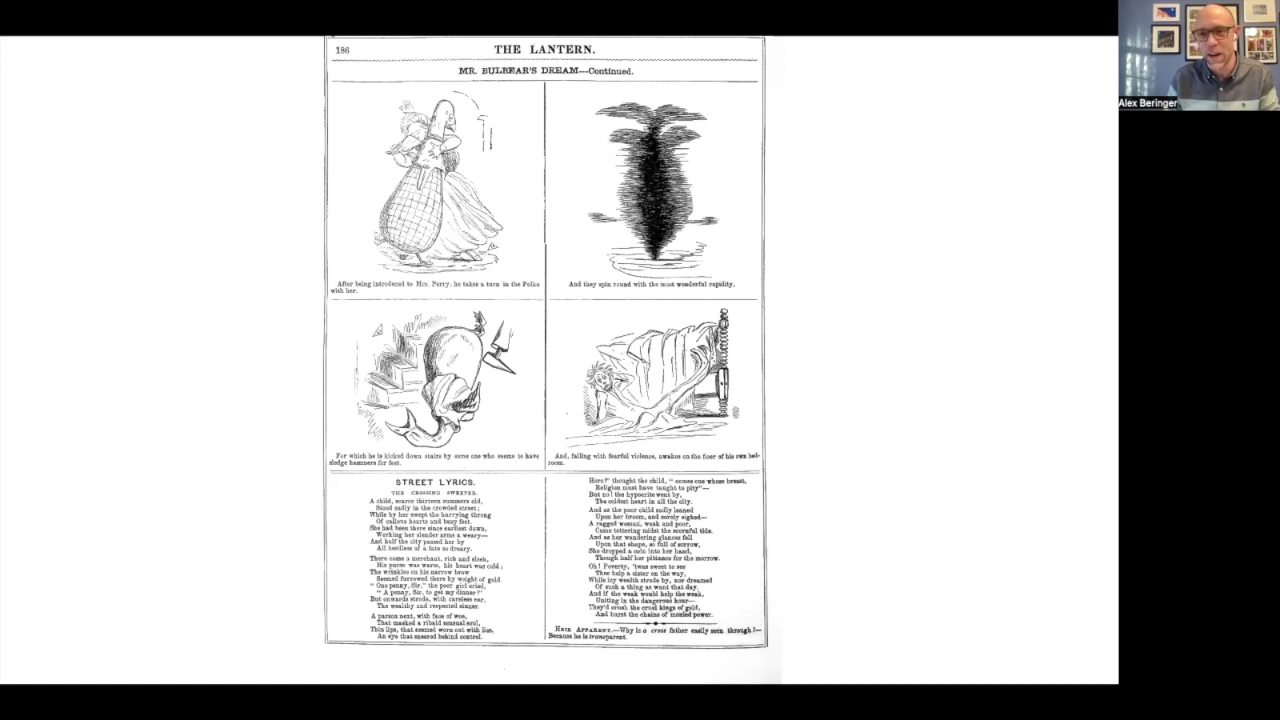 186
THE LANTERN.
MR. BULBEAR'S DREAM—Continued.
After being introduced to Mrs. Perry, he takes a turn in the Polka
with her.
And they spin round with the most wonderful rapidity.
For which he is kicked down stairs by some one who seems to have
sledge hammers for feet.
And, falling with fearful violence, awakes on the floor of his own bed-
room.
STREET LYRICS.
THE CROSSING SWEEPER.
A child, scarce thirteen summers old,
Stood sadly in the crowded street;
While by her swept the hurrying throng
Of callous hearts and busy feet.
She had been there since earliest dawn,
Working her slender arms a-weary—
And half the city passed her by
All heedless of a fate so dreary.
There came a merchant, rich and sleek,
His purse was warm, his heart was cold;
The wrinkles on his narrow brow
Seemed furrowed there by weight of gold.
"One penny, Sir," the poor girl cried,
"A penny, Sir, to get my dinner?"
But onwards strode, with careless ear,
The wealthy and respected sinner.
A parson next, with face of woe,
That masked a ribald sensual soul,
Thin lips, that seemed worn out with lies,
An eye that sneered behind control.
Here!" thought the child, "comes one whose breast,
Religion must have taught to pity"—
But no! the hypocrite went by,
The coldest heart in all the city.
And as the poor child sadly leaned
Upon her broom, and sorely sighed—
A ragged woman, weak and poor,
Came tottering midst the scornful tide.
And as her wandering glances fell
Upon that shape, so full of sorrow,
She dropped a coin into her hand,
Though half her pittance for the morrow.
Oh! Poverty, 'twas sweet to see
Thee help a sister on the way,
While icy wealth strode by, nor dreamed
Of such a thing as want that day.
And if the weak would help the weak,
Uniting in the dangerous hour—
They'd crush the cruel kings of gold,
And burst the chains of monied power.
HEIR APPARENT.—Why is a cross father easily seen through?—
Because he is transparent.
Alex Beringer